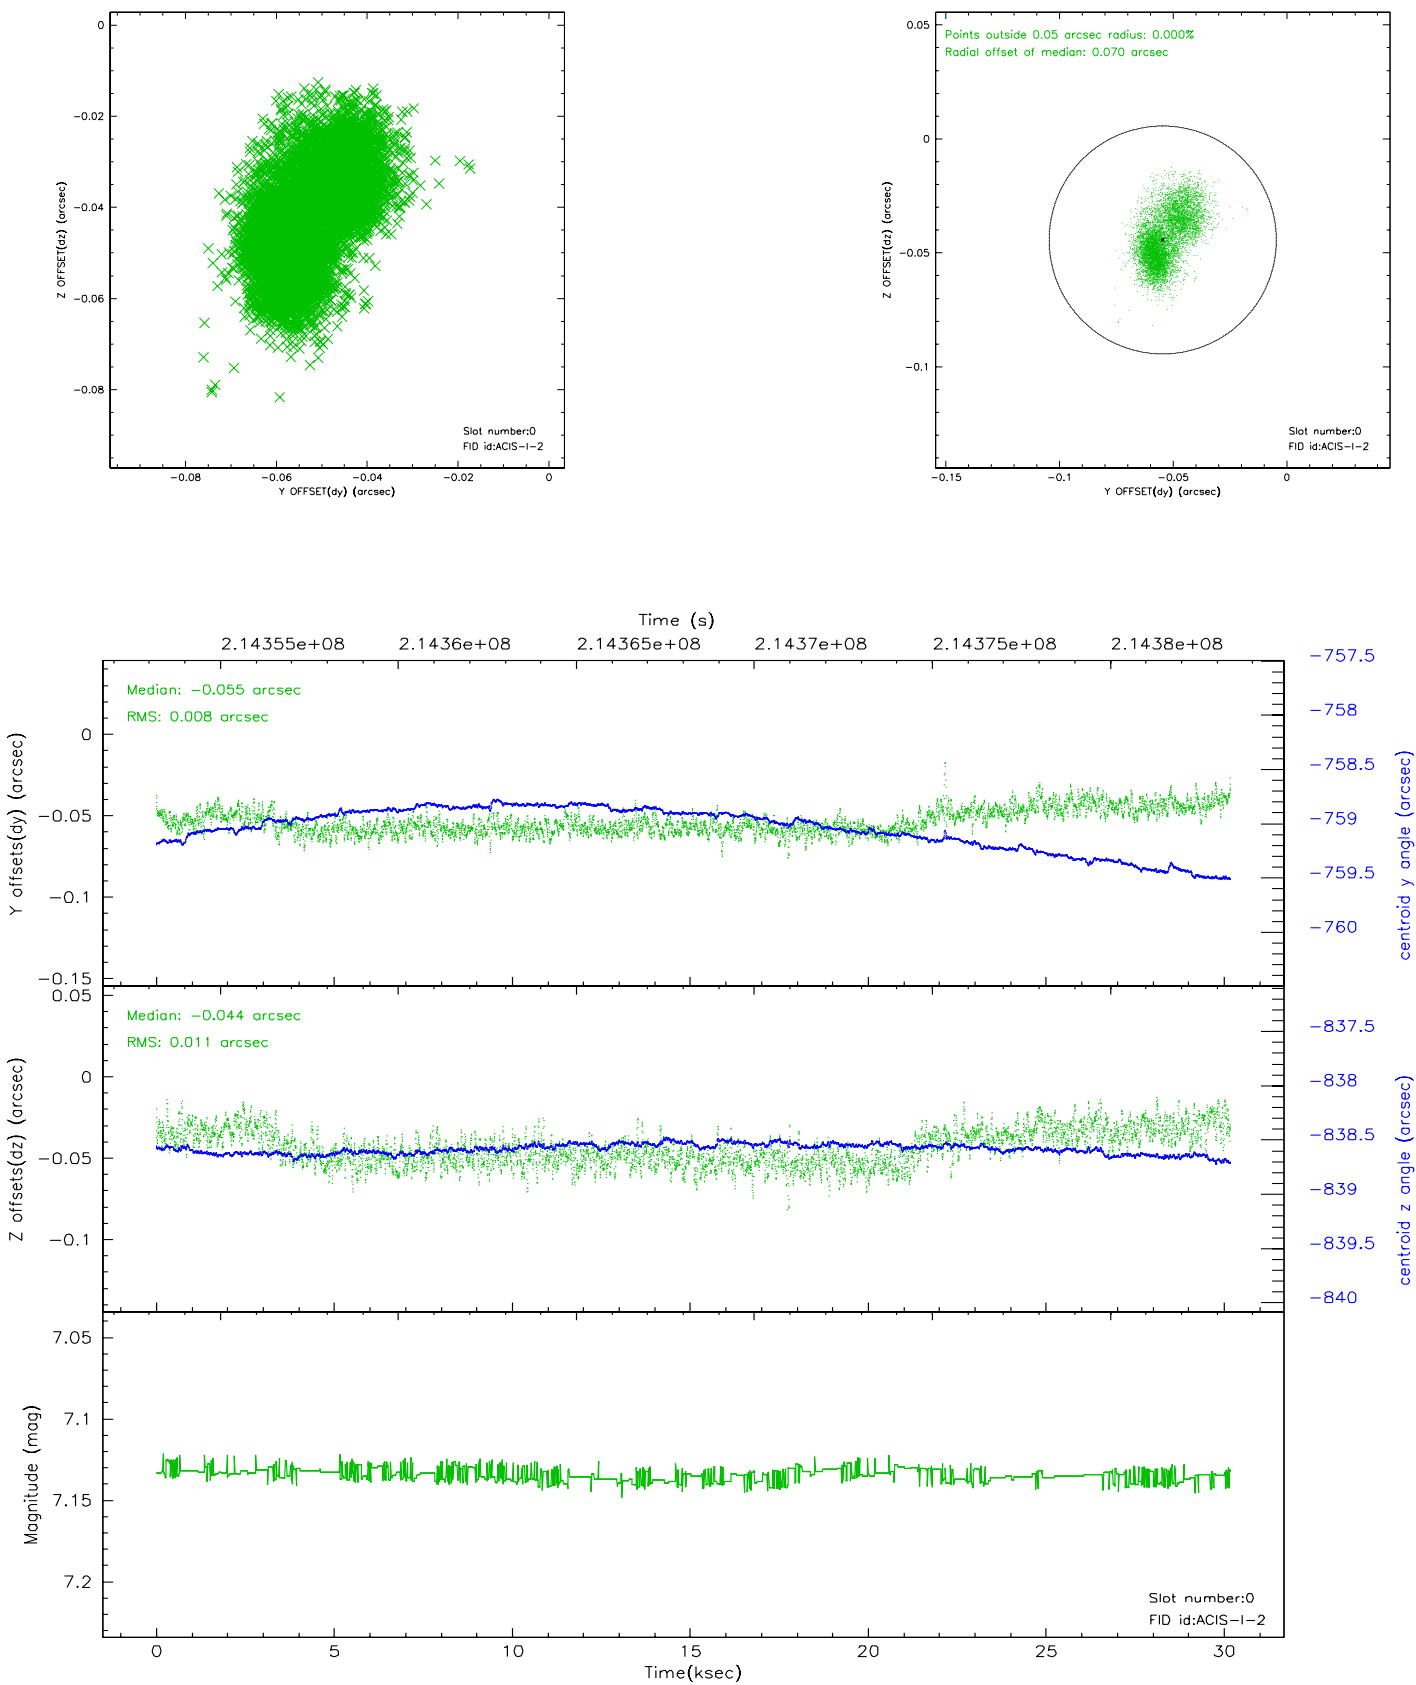 0
−0.02
−0.04
−0.06
−0.08
Z OFFSET(dz) (arcsec)
Slot number:0
FID id:ACIS−I−2
−0.08 −0.06 −0.04 −0.02 0
Y OFFSET(dy) (arcsec)
Points outside 0.05 arcsec radius: 0.000%
Radial offset of median: 0.070 arcsec
0.05
0
−0.05
−0.1
Z OFFSET(dz) (arcsec)
Slot number:0
FID id:ACIS−I−2
−0.15 −0.1 −0.05 0
Y OFFSET(dy) (arcsec)
Time (s)
2.14355e+08 2.1436e+08 2.14365e+08 2.1437e+08 2.14375e+08 2.1438e+08
Median: −0.055 arcsec
RMS: 0.008 arcsec
0
−0.05
−0.1
−0.15
Y offsets(dy) (arcsec)
−757.5
−758
−758.5
−759
−759.5
−760
centroid y angle (arcsec)
Median: −0.044 arcsec
RMS: 0.011 arcsec
0.05
0
−0.05
−0.1
Z offsets(dz) (arcsec)
−837.5
−838
−838.5
−839
−839.5
−840
centroid z angle (arcsec)
7.05
7.1
7.15
7.2
Magnitude (mag)
Slot number:0
FID id:ACIS−I−2
0 5 10 15 20 25 30
Time(ksec)